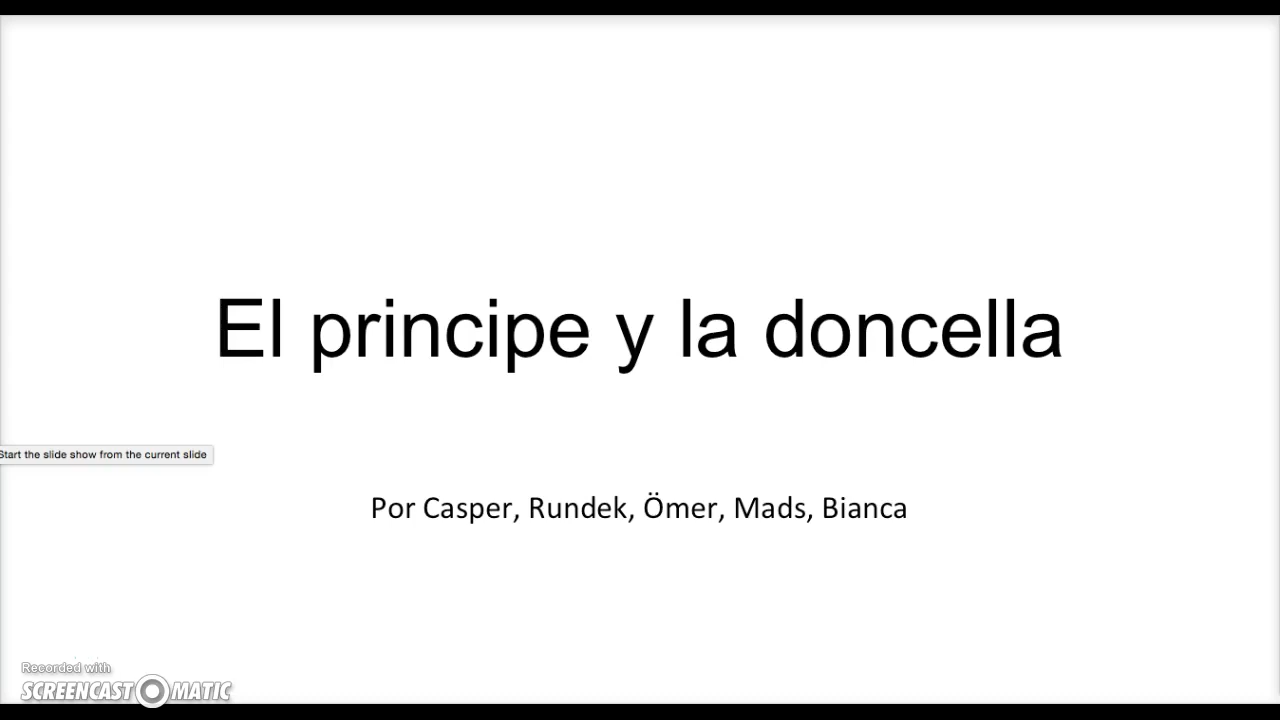 El principe y la doncella
Start the slide show from the current slide
Por Casper, Rundek, Ömer, Mads, Bianca
Recorded with
SCREENCAST O MATIC